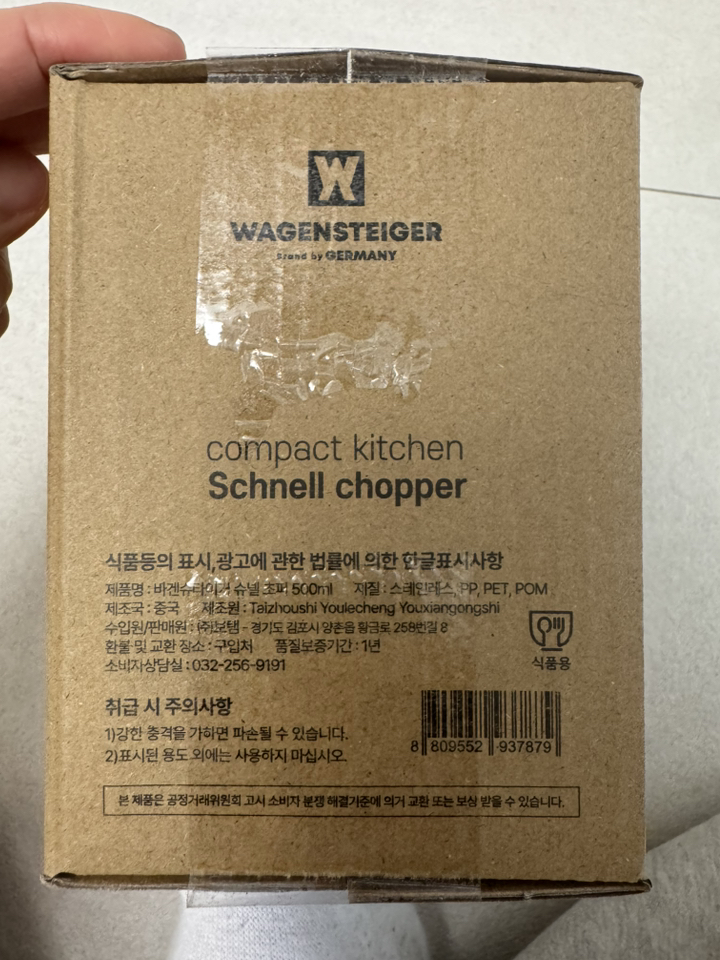 W
WAGENSTEIGER
Brand by GERMANY
compact kitchen
Schnell chopper
식품등의 표시,광고에 관한 법률에 의한 한글표시사항
제품명 : 바겐슈타이거 슈넬 초퍼 500ml 재질 : 스테인레스, PP, PET, POM
제조국 : 중국 제조원 : Taizhoushi Youlecheng Youxiangongshi
수입원/판매원 : (주)보탬 - 경기도 김포시 양촌읍 황금로 258번길 8
환불 및 교환 장소 : 구입처 품질보증기간 : 1년
소비자상담실 : 032-256-9191
식품용
취급 시 주의사항
1)강한 충격을 가하면 파손될 수 있습니다.
2)표시된 용도 외에는 사용하지 마십시오.
8 809552 937879
본 제품은 공정거래위원회 고시 소비자 분쟁 해결기준에 의거 교환 또는 보상 받을 수 있습니다.